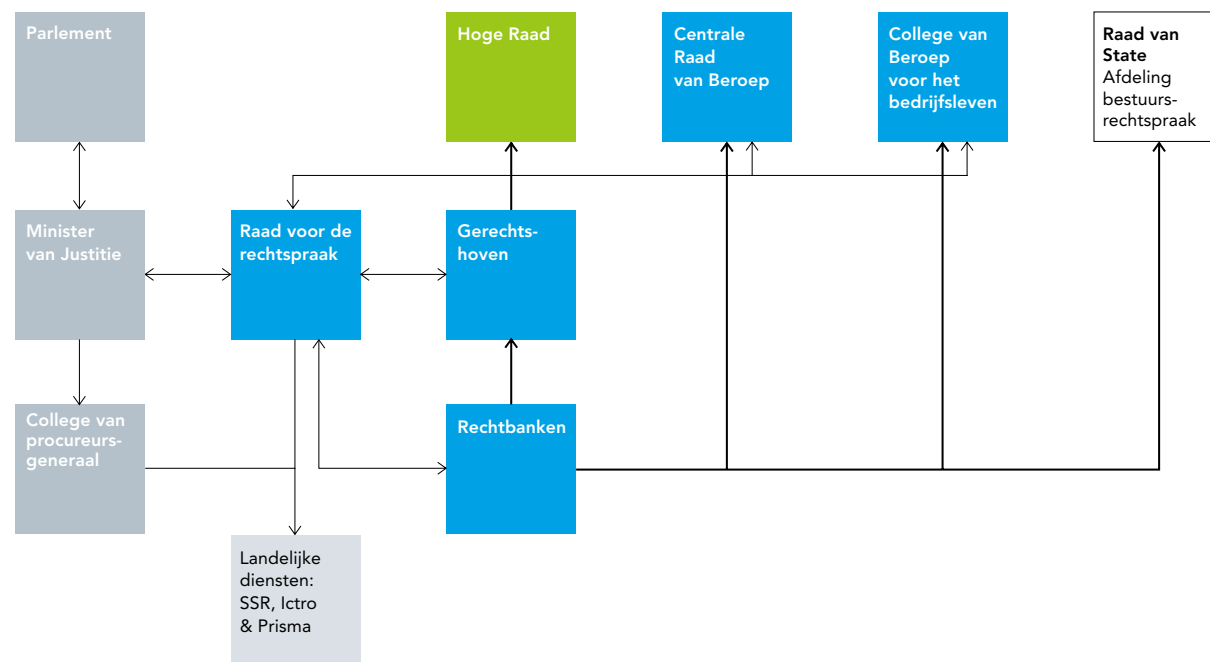 Parlement
Hoge Raad
Centrale
Raad
van Beroep
College van
Beroep
voor het
bedrijfsleven
Raad van
State
Afdeling
bestuurs-
rechtspraak
Minister
van Justitie
Raad voor de
rechtspraak
Gerechts-
hoven
College van
procureurs-
generaal
Rechtbanken
Landelijke
diensten:
SSR, Ictro
& Prisma